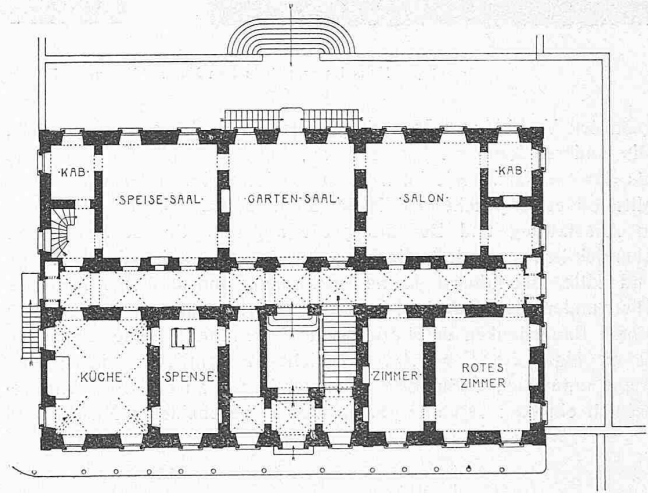 ·KAB·
·SPEISE-SAAL·
·GARTEN-SAAL·
·SALON·
KAB·
·KÜCHE·
·SPENSE·
·ZIMMER·
ROTES
ZIMMER